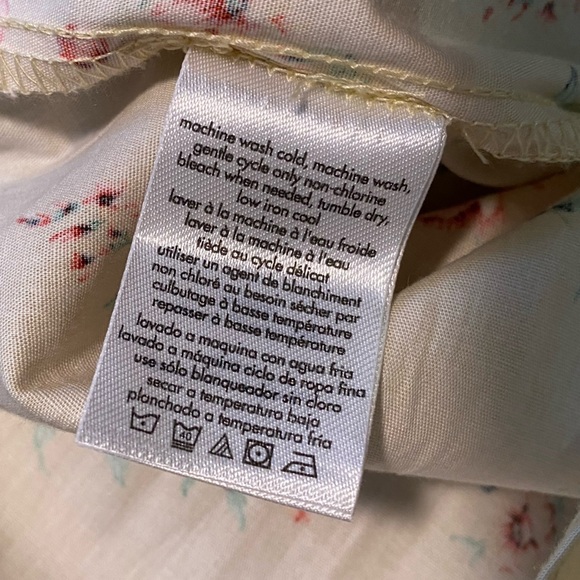 machine wash cold, machine wash,
gentle cycle only non-chlorine
bleach when needed, tumble dry,
low iron cool
laver à la machine à l'eau froide
laver à la machine à l'eau
tiède au cycle délicat
utiliser un agent de blanchiment
non chloré au besoin sécher par
culbutage à basse température
repasser à basse température
lavado a maquina con agua fria
lavado a máquina ciclo de ropa fina
use sólo blanqueador sin cloro
secar a temperatura baja
planchado a temperatura fría
40